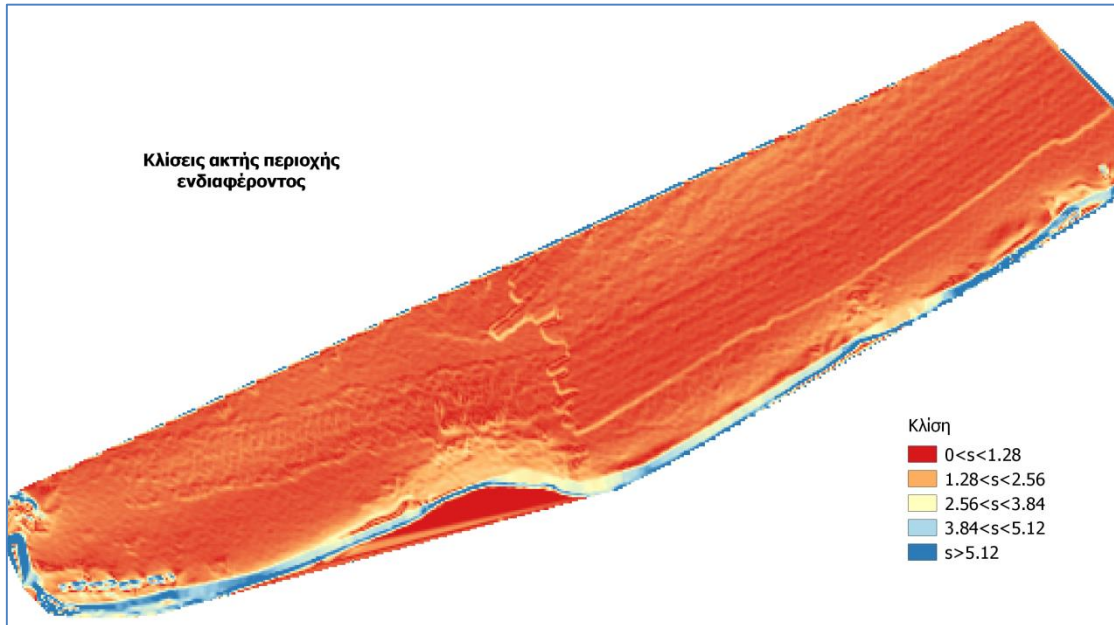 Κλίσεις ακτής περιοχής
ενδιαφέροντος
Κλίση
0<s<1.28
1.28<s<2.56
2.56<s<3.84
3.84<s<5.12
s>5.12